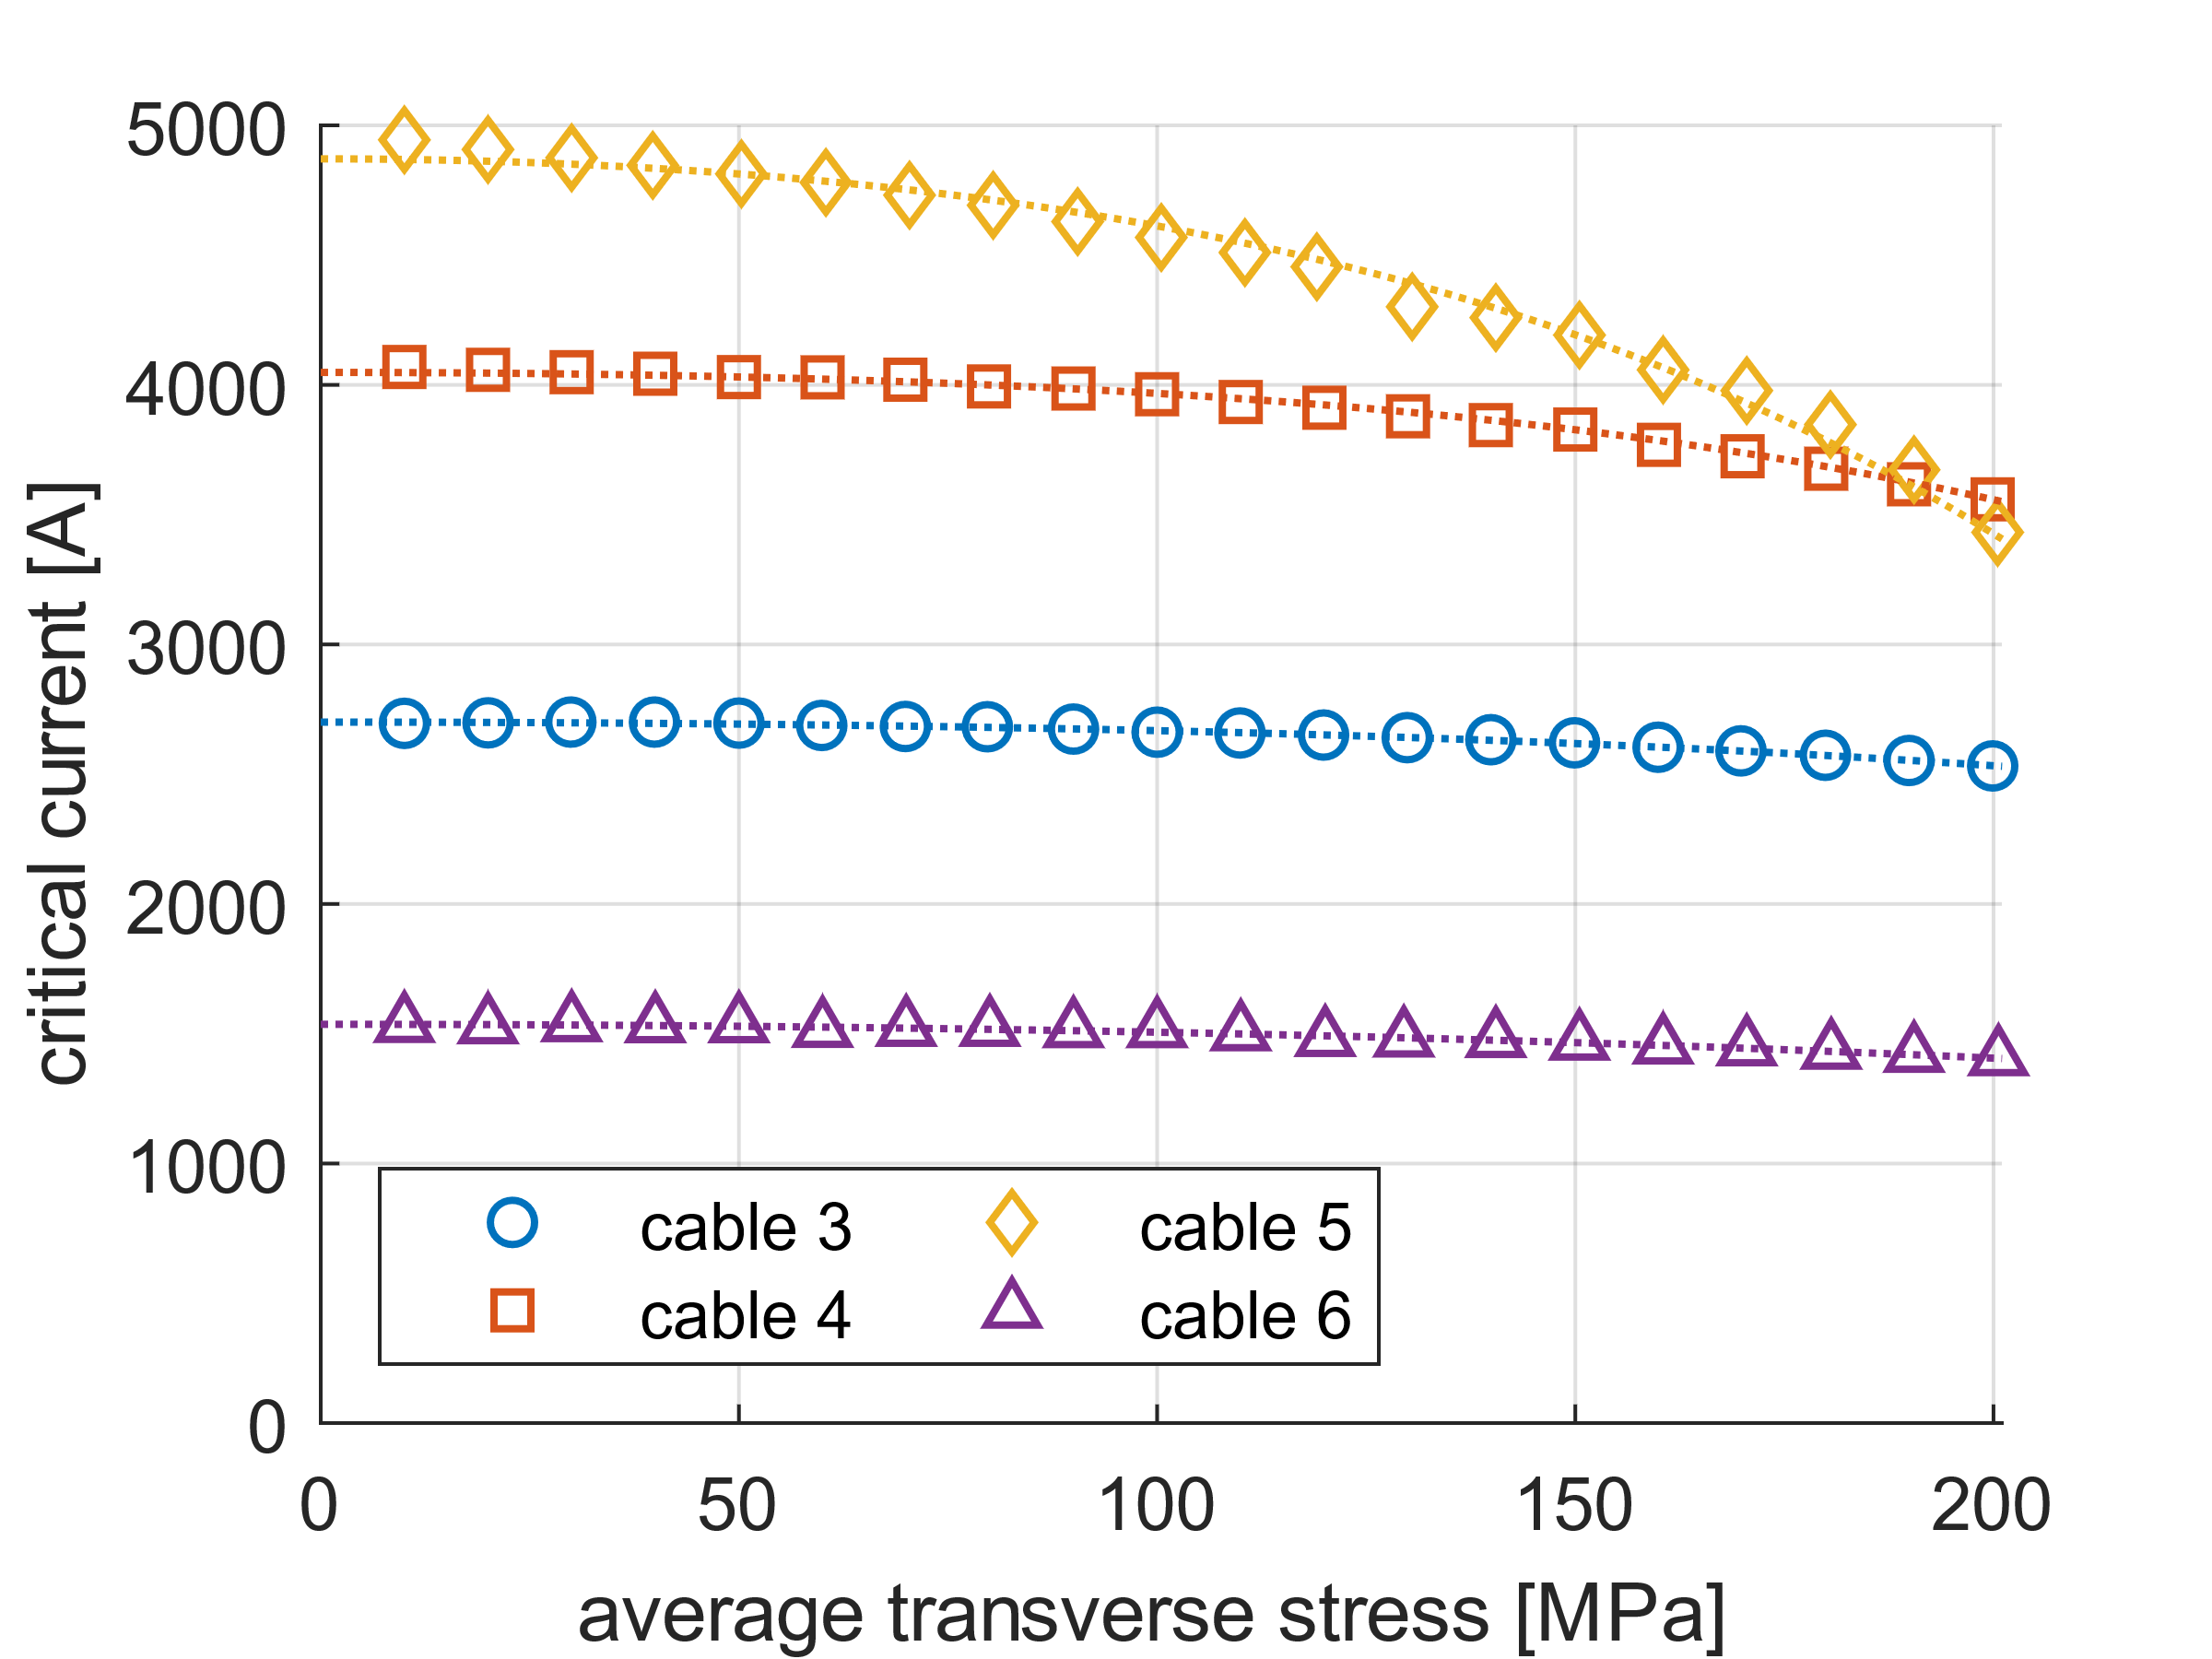 5000
4000
3000
2000
1000
0
critical current [A]
cable 3
cable 5
cable 4
cable 6
0
50
100
150
200
average transverse stress [MPa]